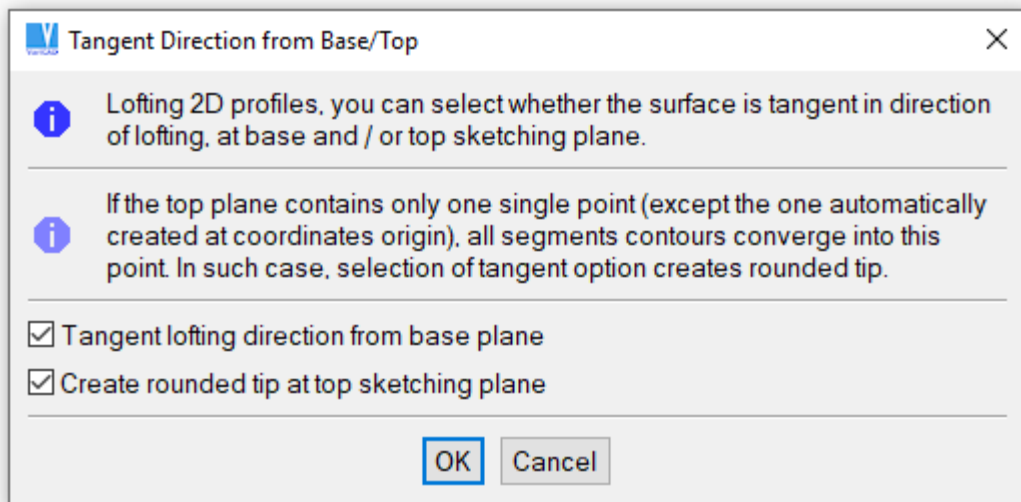 Tangent Direction from Base/Top
Lofting 2D profiles, you can select whether the surface is tangent in direction
of lofting, at base and / or top sketching plane.
If the top plane contains only one single point (except the one automatically
created at coordinates origin), all segments contours converge into this
point. In such case, selection of tangent option creates rounded tip.
Tangent lofting direction from base plane
Create rounded tip at top sketching plane
OK Cancel